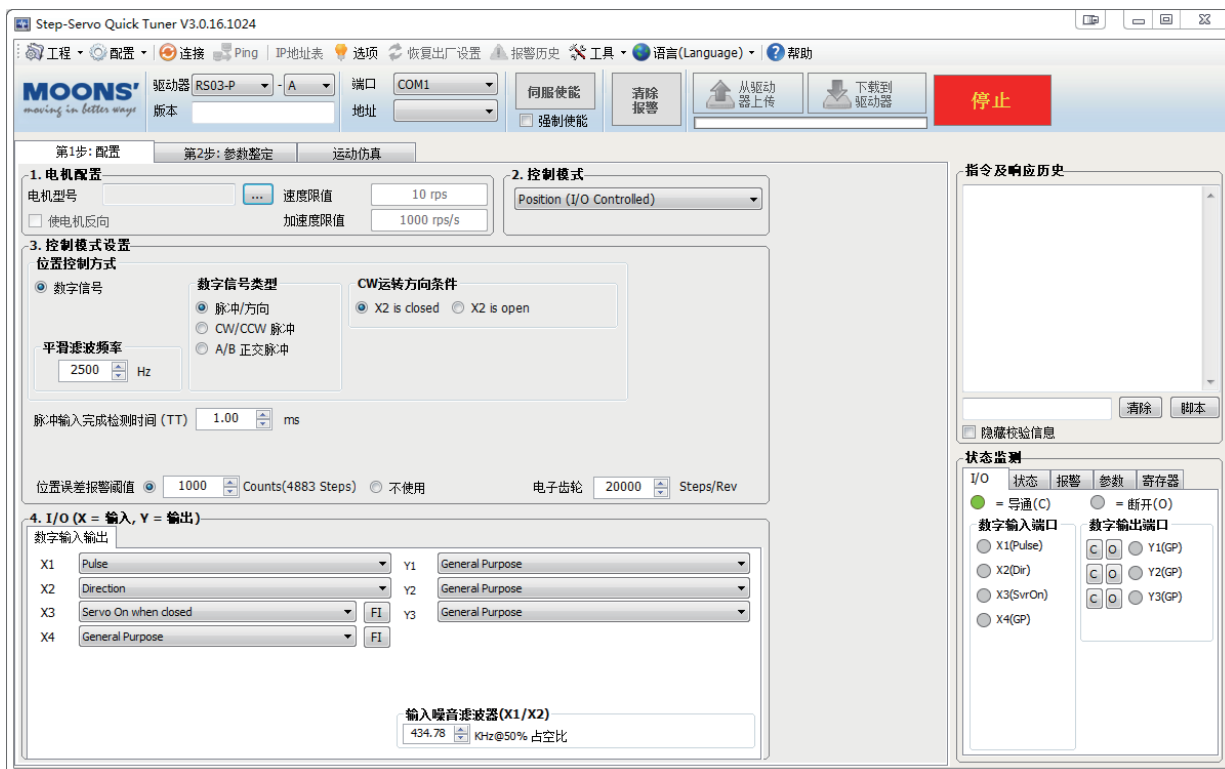 Step-Servo Quick Tuner V3.0.16.1024
工程 配置 连接 Ping IP地址表 选项 恢复出厂设置 报警历史 工具 语言(Language) 帮助
MOONS'
moving in better ways
驱动器 RS03-P - A 端口 COM1
版本 地址
伺服使能
强制使能
清除
报警
从驱动
器上传
下载到
驱动器
停止
第1步: 配置 第2步: 参数整定 运动仿真
1. 电机配置
电机型号 ... 速度限值 10 rps
使电机反向 加速度限值 1000 rps/s
2. 控制模式
Position (I/O Controlled)
3. 控制模式设置
位置控制方式
数字信号
数字信号类型
脉冲/方向
CW/CCW 脉冲
A/B 正交脉冲
CW运转方向条件
X2 is closed X2 is open
平滑滤波频率
2500 Hz
脉冲输入完成检测时间 (TT) 1.00 ms
位置误差报警阈值 1000 Counts(4883 Steps) 不使用 电子齿轮 20000 Steps/Rev
4. I/O (X = 输入, Y = 输出)
数字输入输出
X1 Pulse Y1 General Purpose
X2 Direction Y2 General Purpose
X3 Servo On when closed FI Y3 General Purpose
X4 General Purpose FI
输入噪音滤波器(X1/X2)
434.78 KHz@50% 占空比
指令及响应历史
清除 脚本
隐藏校验信息
状态监测
I/O 状态 报警 参数 寄存器
= 导通(C) = 断开(O)
数字输入端口 数字输出端口
X1(Pulse) C O Y1(GP)
X2(Dir) C O Y2(GP)
X3(SvrOn) C O Y3(GP)
X4(GP)